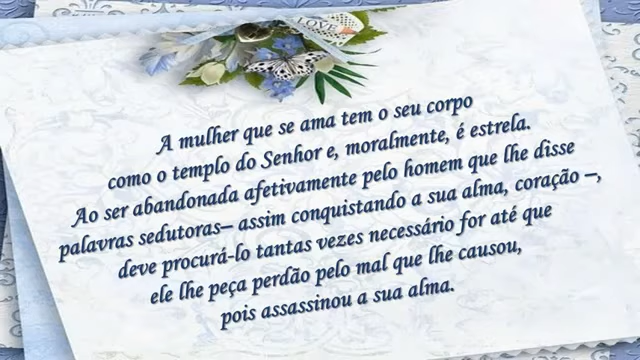 LOVE
A mulher que se ama tem o seu corpo
como o templo do Senhor e, moralmente, é estrela.
Ao ser abandonada afetivamente pelo homem que lhe disse
palavras sedutoras– assim conquistando a sua alma, coração –,
deve procurá-lo tantas vezes necessário for até que
ele lhe peça perdão pelo mal que lhe causou,
pois assassinou a sua alma.